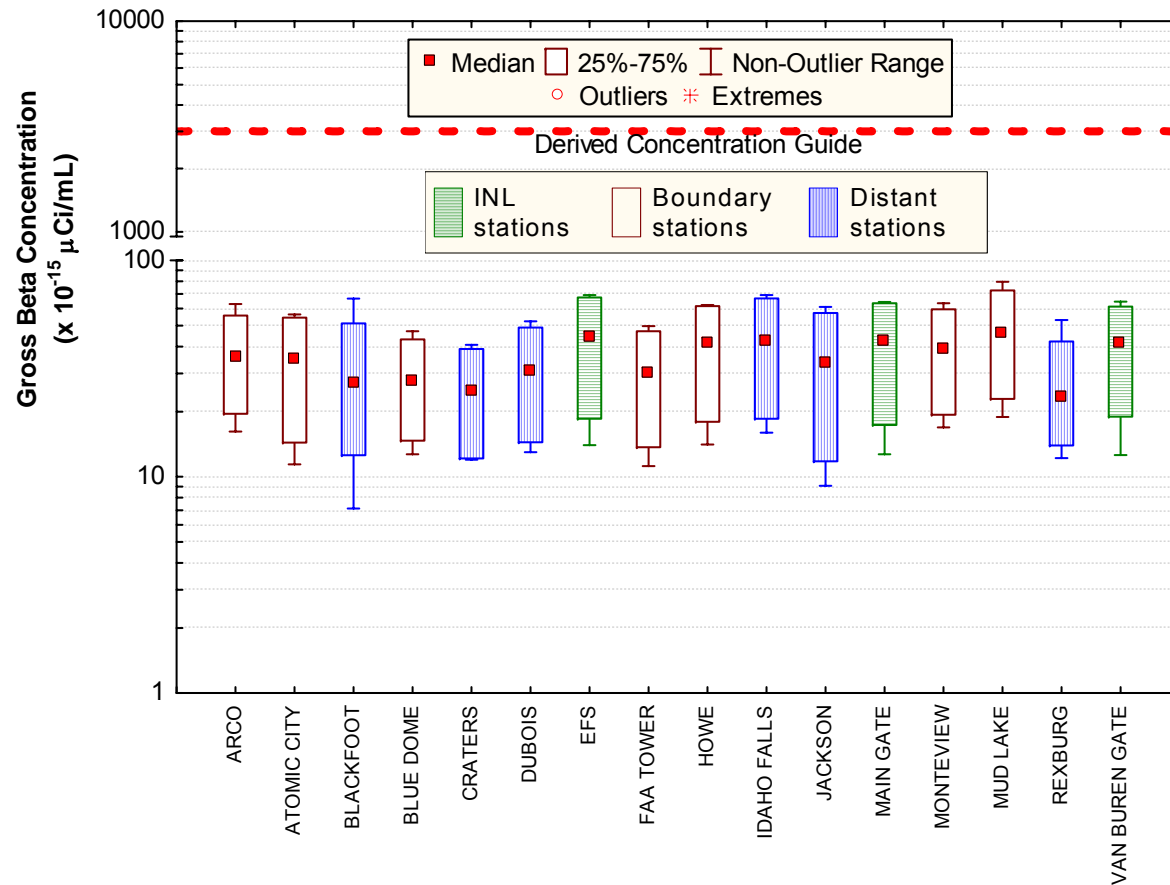 10000
Median 25%-75% Non-Outlier Range
Outliers Extremes
Derived Concentration Guide
INL stations
Boundary stations
Distant stations
1000
100
10
1
Gross Beta Concentration
(x 10⁻¹⁵ μCi/mL)
ARCO
ATOMIC CITY
BLACKFOOT
BLUE DOME
CRATERS
DUBOIS
EFS
FAA TOWER
HOWE
IDAHO FALLS
JACKSON
MAIN GATE
MONTEVIEW
MUD LAKE
REXBURG
VAN BUREN GATE